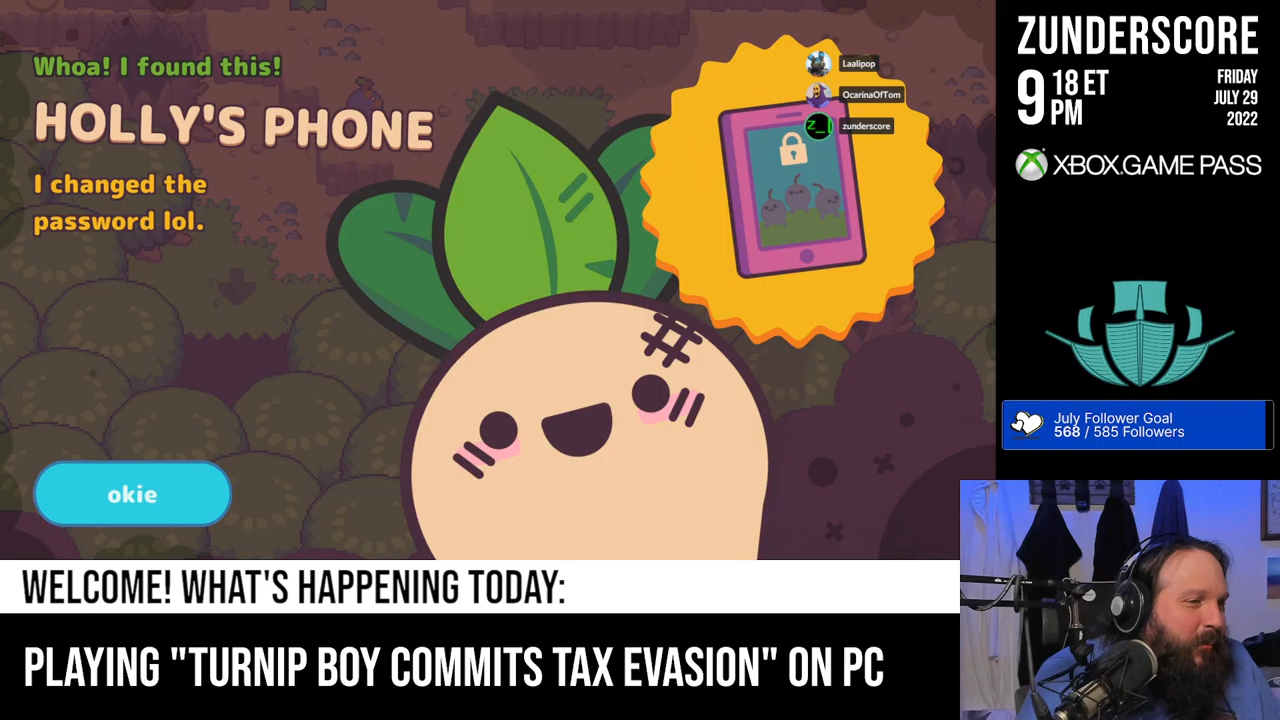 Whoa! I found this!
HOLLY'S PHONE
I changed the
password lol.
okie
Laalipop
OcarinaOfTom
z_
zunderscore
ZUNDERSCORE
9 18 ET
PM
FRIDAY
JULY 29
2022
XBOX.GAME PASS
July Follower Goal
568 / 585 Followers
WELCOME! WHAT'S HAPPENING TODAY:
PLAYING "TURNIP BOY COMMITS TAX EVASION" ON PC